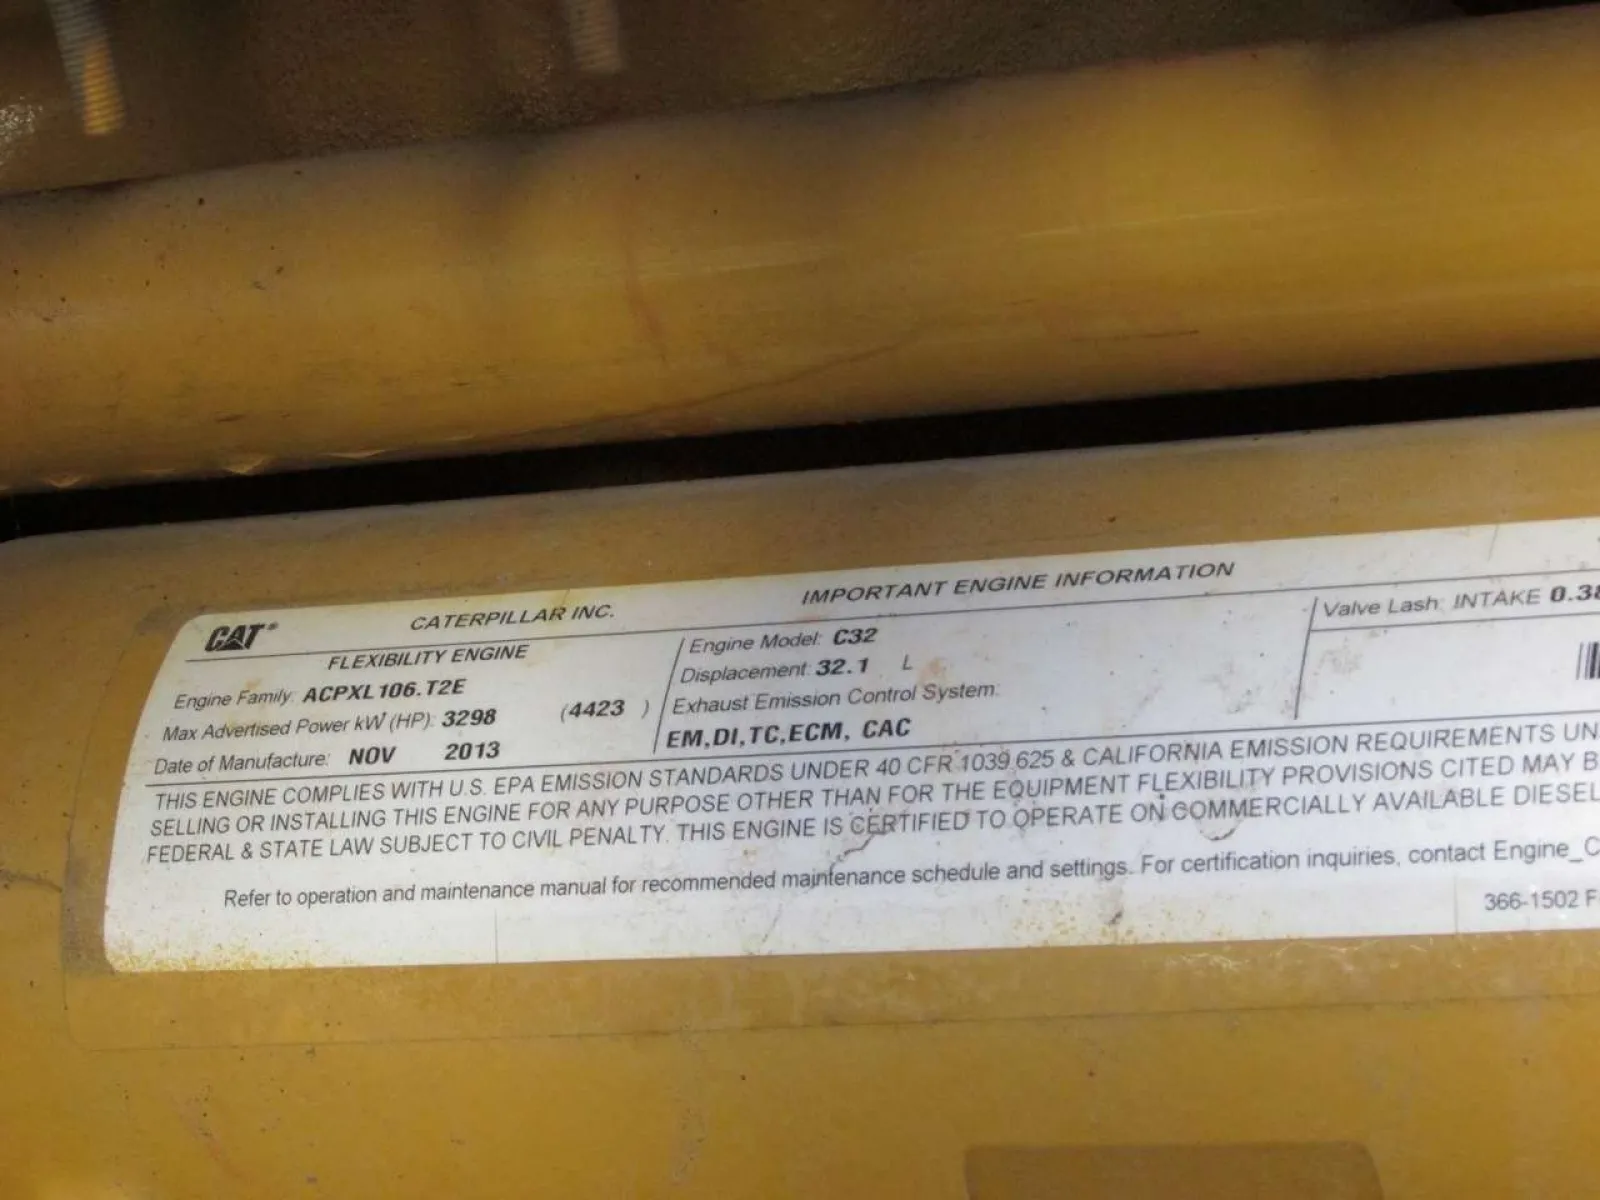 CAT®
CATERPILLAR INC.
IMPORTANT ENGINE INFORMATION
FLEXIBILITY ENGINE
Engine Family: ACPXL106.T2E
Max Advertised Power kW (HP): 3298 (4423 )
Date of Manufacture: NOV 2013
Engine Model: C32
Displacement: 32.1 L
Exhaust Emission Control System:
EM,DI,TC,ECM, CAC
Valve Lash: INTAKE 0.38
THIS ENGINE COMPLIES WITH U.S. EPA EMISSION STANDARDS UNDER 40 CFR 1039.625 & CALIFORNIA EMISSION REQUIREMENTS UN
SELLING OR INSTALLING THIS ENGINE FOR ANY PURPOSE OTHER THAN FOR THE EQUIPMENT FLEXIBILITY PROVISIONS CITED MAY B
FEDERAL & STATE LAW SUBJECT TO CIVIL PENALTY. THIS ENGINE IS CERTIFIED TO OPERATE ON COMMERCIALLY AVAILABLE DIESEL
Refer to operation and maintenance manual for recommended maintenance schedule and settings. For certification inquiries, contact Engine_C
366-1502 F